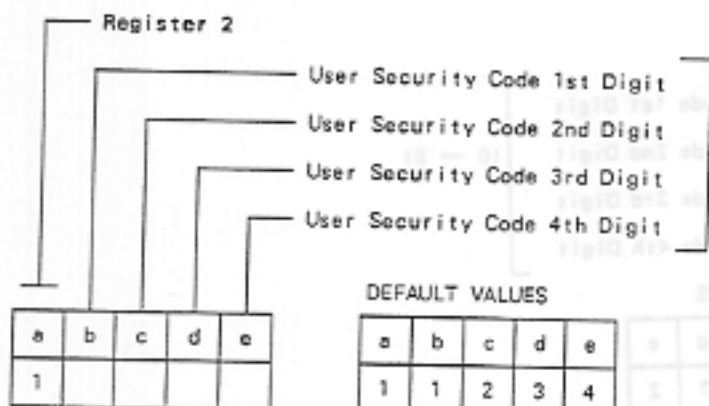 Register 2
User Security Code 1st Digit
User Security Code 2nd Digit
User Security Code 3rd Digit
User Security Code 4th Digit
DEFAULT VALUES
a b c d e
1
a b c d e
1 1 2 3 4